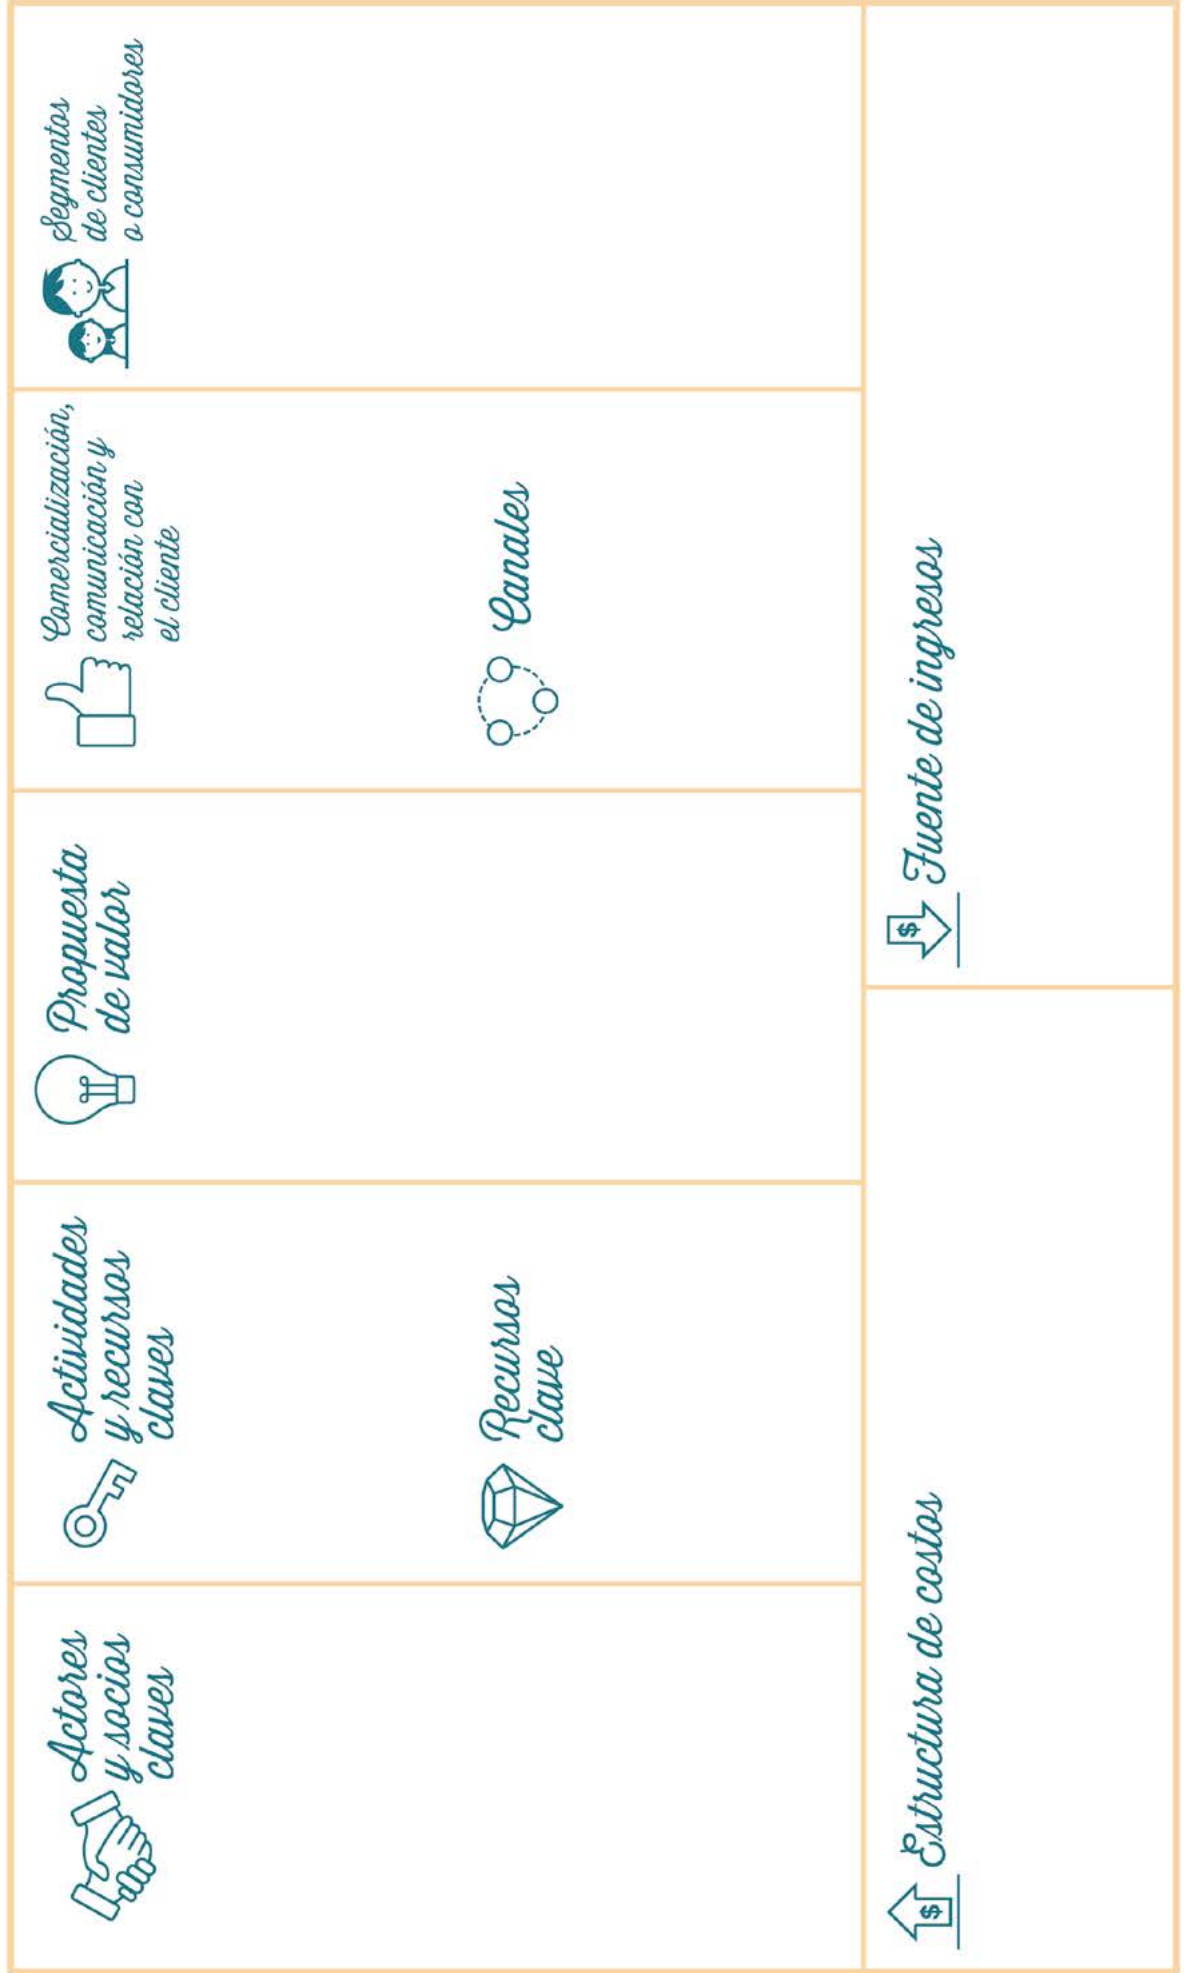 Actores
y socios
claves
Actividades
y recursos
claves
Recursos
clave
Propuesta
de valor
Comercialización,
comunicación y
relación con
el cliente
Canales
Segmentos
de clientes
o consumidores
$ Estructura de costos
$ Fuente de ingresos